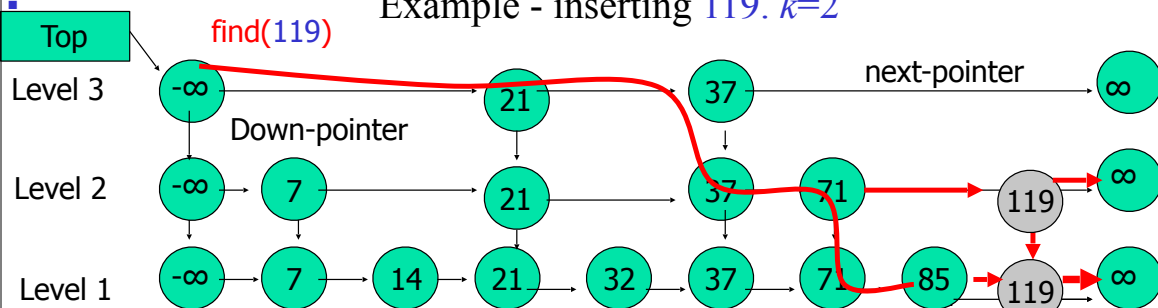 Example - inserting 119. k=2
Top
find(119)
Level 3
-∞ 21 37 next-pointer ∞
Down-pointer
Level 2 -∞ 7 21 37 71 119 ∞
Level 1 -∞ 7 14 21 32 37 71 85 119 ∞